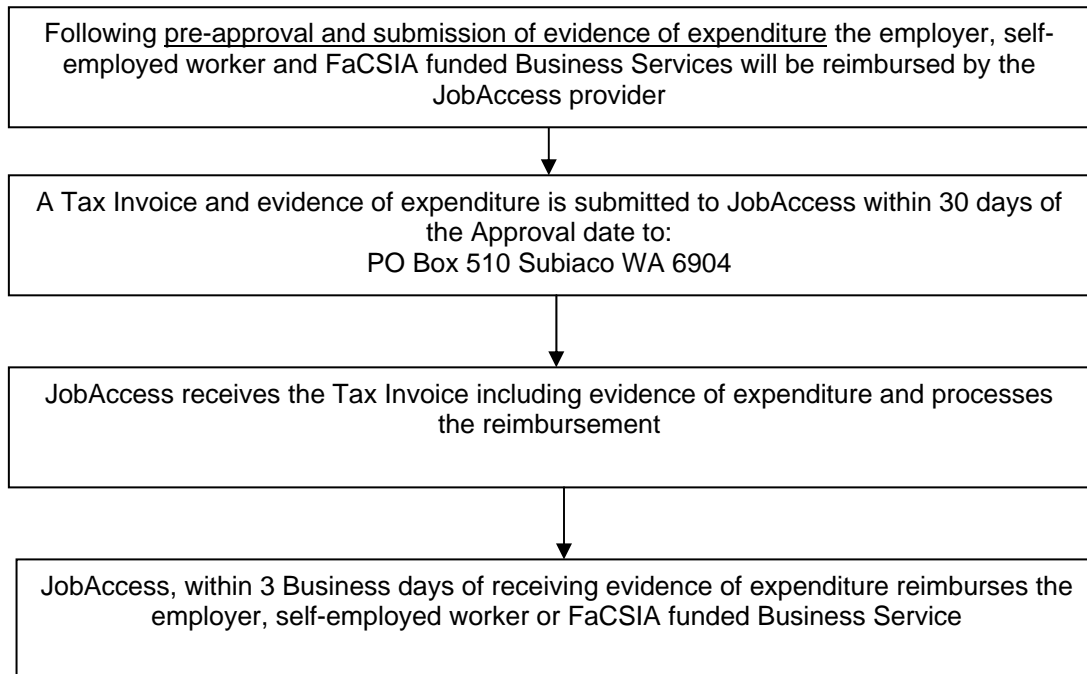 Following pre-approval and submission of evidence of expenditure the employer, self-
employed worker and FaCSIA funded Business Services will be reimbursed by the
JobAccess provider
A Tax Invoice and evidence of expenditure is submitted to JobAccess within 30 days of
the Approval date to:
PO Box 510 Subiaco WA 6904
JobAccess receives the Tax Invoice including evidence of expenditure and processes
the reimbursement
JobAccess, within 3 Business days of receiving evidence of expenditure reimburses the
employer, self-employed worker or FaCSIA funded Business Service